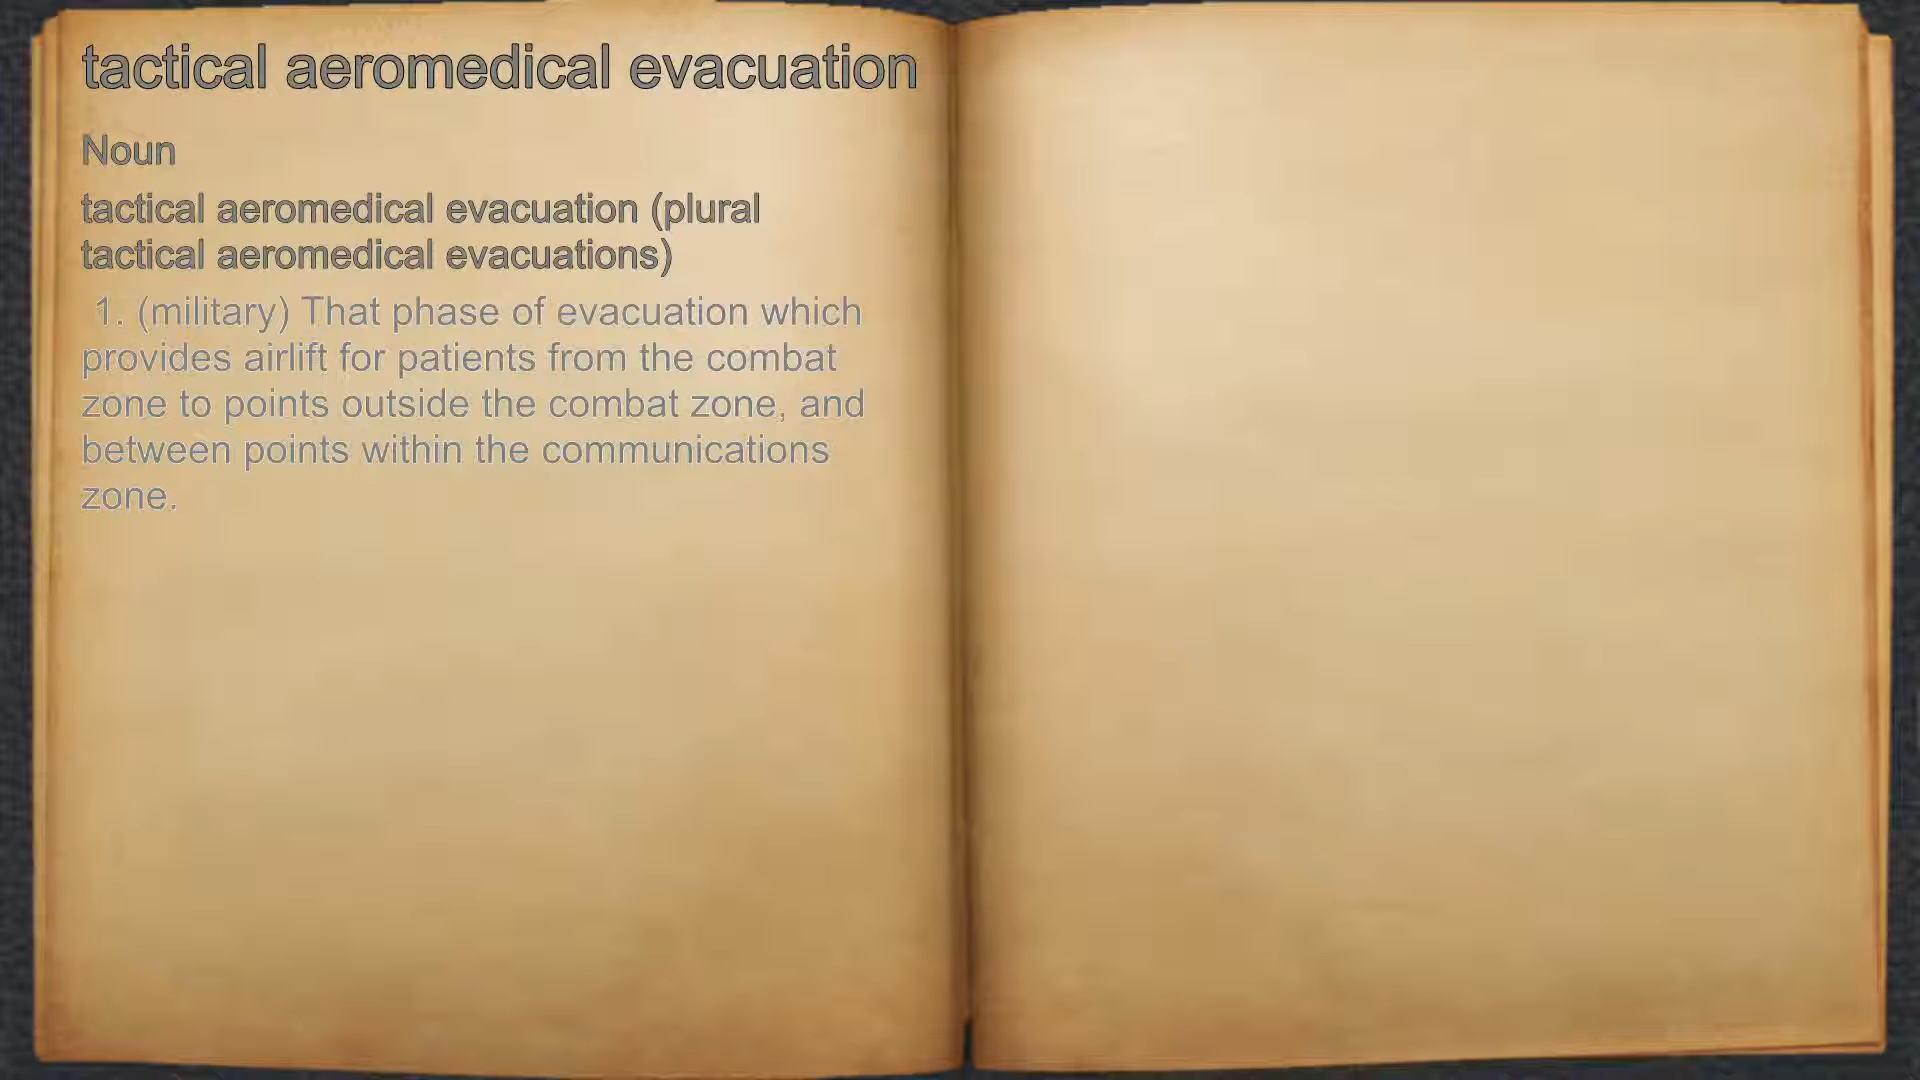 tactical aeromedical evacuation
Noun
tactical aeromedical evacuation (plural
tactical aeromedical evacuations)
1. (military) That phase of evacuation which
provides airlift for patients from the combat
zone to points outside the combat zone, and
between points within the communications
zone.